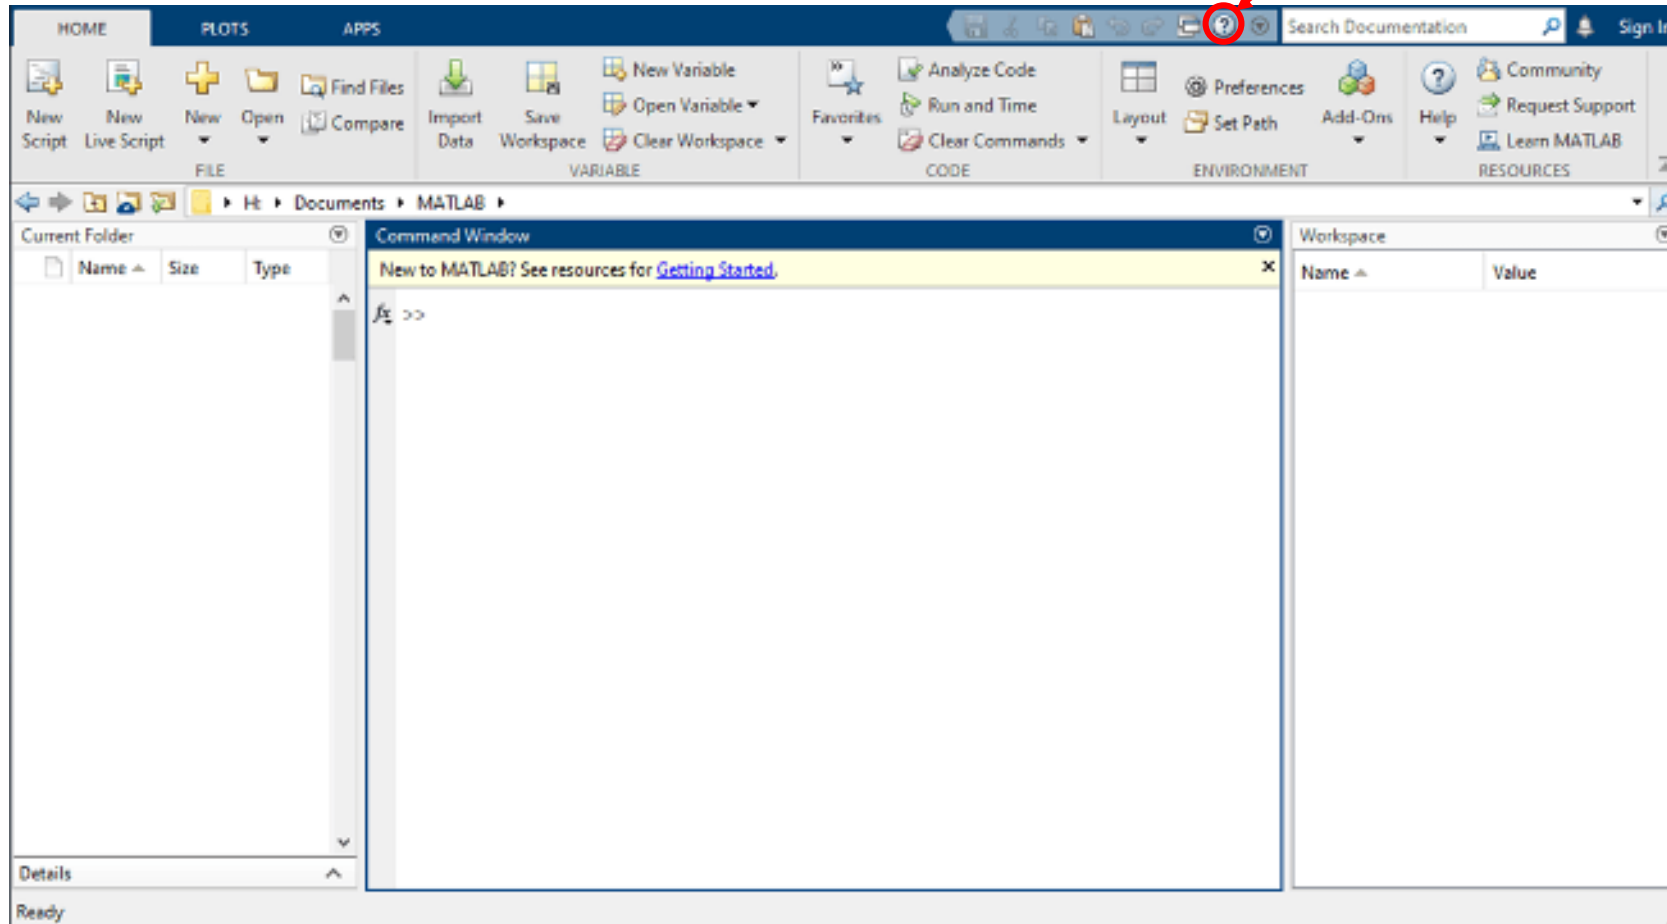 HOME PLOTS APPS Search Documentation Sign In
New Script New Live Script New Open Find Files Compare
FILE
Import Data Save Workspace New Variable Open Variable Clear Workspace
VARIABLE
Favorites Analyze Code Run and Time Clear Commands
CODE
Layout Preferences Set Path Add-Ons
ENVIRONMENT
Help Community Request Support Learn MATLAB
RESOURCES
H: Documents MATLAB
Current Folder
Name Size Type
Command Window
New to MATLAB? See resources for Getting Started.
fx >>
Workspace
Name Value
Details
Ready